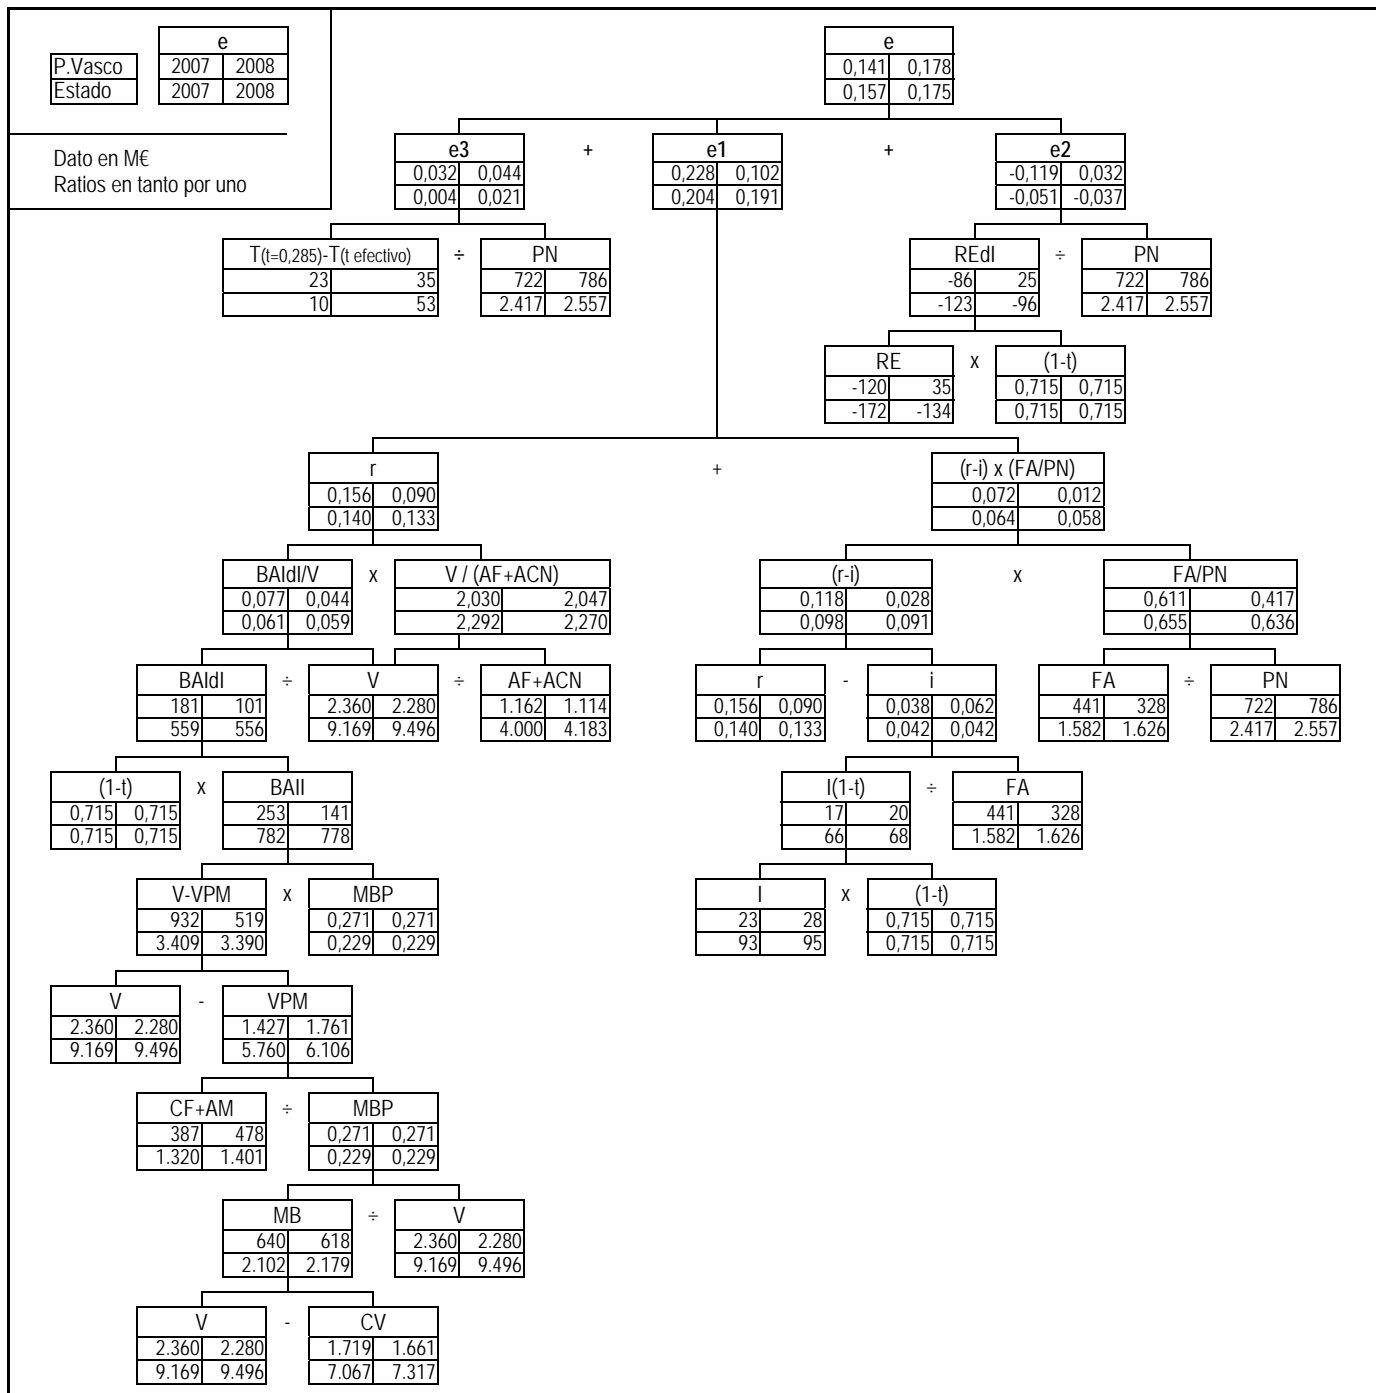 e
P.Vasco 2007 2008
Estado 2007 2008
Dato en M€
Ratios en tanto por uno
e
0,141 0,178
0,157 0,175
e3 + e1 + e2
0,032 0,044 0,228 0,102 -0,119 0,032
0,004 0,021 0,204 0,191 -0,051 -0,037
T(t=0,285)-T(t efectivo) ÷ PN REdI ÷ PN
23 35 722 786 -86 25 722 786
10 53 2.417 2.557 -123 -96 2.417 2.557
RE x (1-t)
-120 35 0,715 0,715
-172 -134 0,715 0,715
r + (r-i) x (FA/PN)
0,156 0,090 0,072 0,012
0,140 0,133 0,064 0,058
BAIdI/V x V / (AF+ACN) (r-i) x FA/PN
0,077 0,044 2,030 2,047 0,118 0,028 0,611 0,417
0,061 0,059 2,292 2,270 0,098 0,091 0,655 0,636
BAIdI ÷ V ÷ AF+ACN r - i FA ÷ PN
181 101 2.360 2.280 1.162 1.114 0,156 0,090 0,038 0,062 441 328 722 786
559 556 9.169 9.496 4.000 4.183 0,140 0,133 0,042 0,042 1.582 1.626 2.417 2.557
(1-t) x BAII I(1-t) ÷ FA
0,715 0,715 253 141 17 20 441 328
0,715 0,715 782 778 66 68 1.582 1.626
V-VPM x MBP I x (1-t)
932 519 0,271 0,271 23 28 0,715 0,715
3.409 3.390 0,229 0,229 93 95 0,715 0,715
V - VPM
2.360 2.280 1.427 1.761
9.169 9.496 5.760 6.106
CF+AM ÷ MBP
387 478 0,271 0,271
1.320 1.401 0,229 0,229
MB ÷ V
640 618 2.360 2.280
2.102 2.179 9.169 9.496
V - CV
2.360 2.280 1.719 1.661
9.169 9.496 7.067 7.317